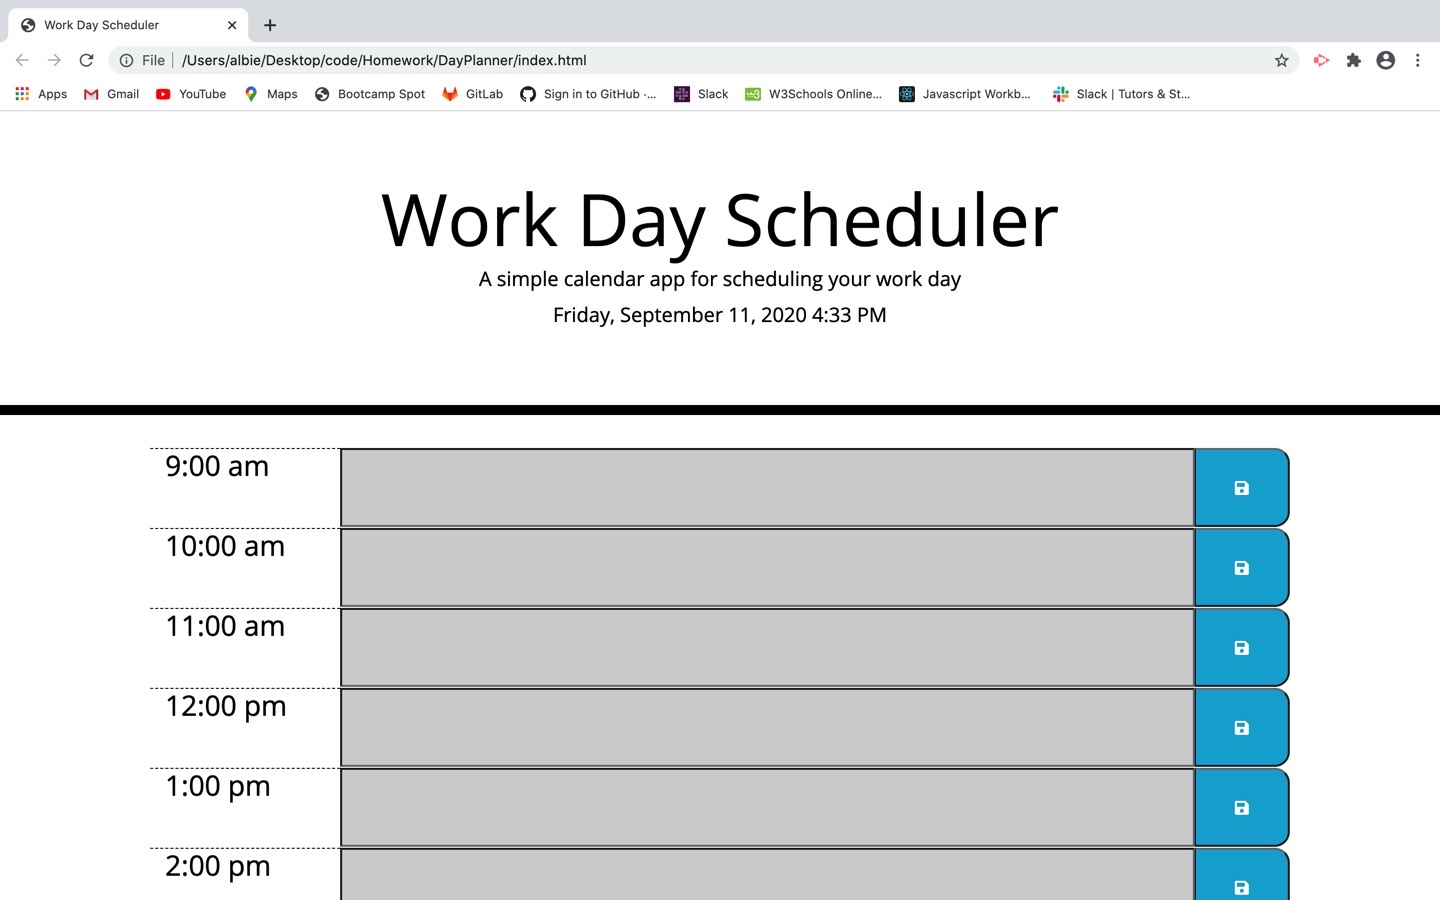 Work Day Scheduler
File /Users/albie/Desktop/code/Homework/DayPlanner/index.html
Apps Gmail YouTube Maps Bootcamp Spot GitLab Sign in to GitHub ·... Slack W3Schools Online... Javascript Workb... Slack | Tutors & St...
Work Day Scheduler
A simple calendar app for scheduling your work day
Friday, September 11, 2020 4:33 PM
9:00 am
10:00 am
11:00 am
12:00 pm
1:00 pm
2:00 pm